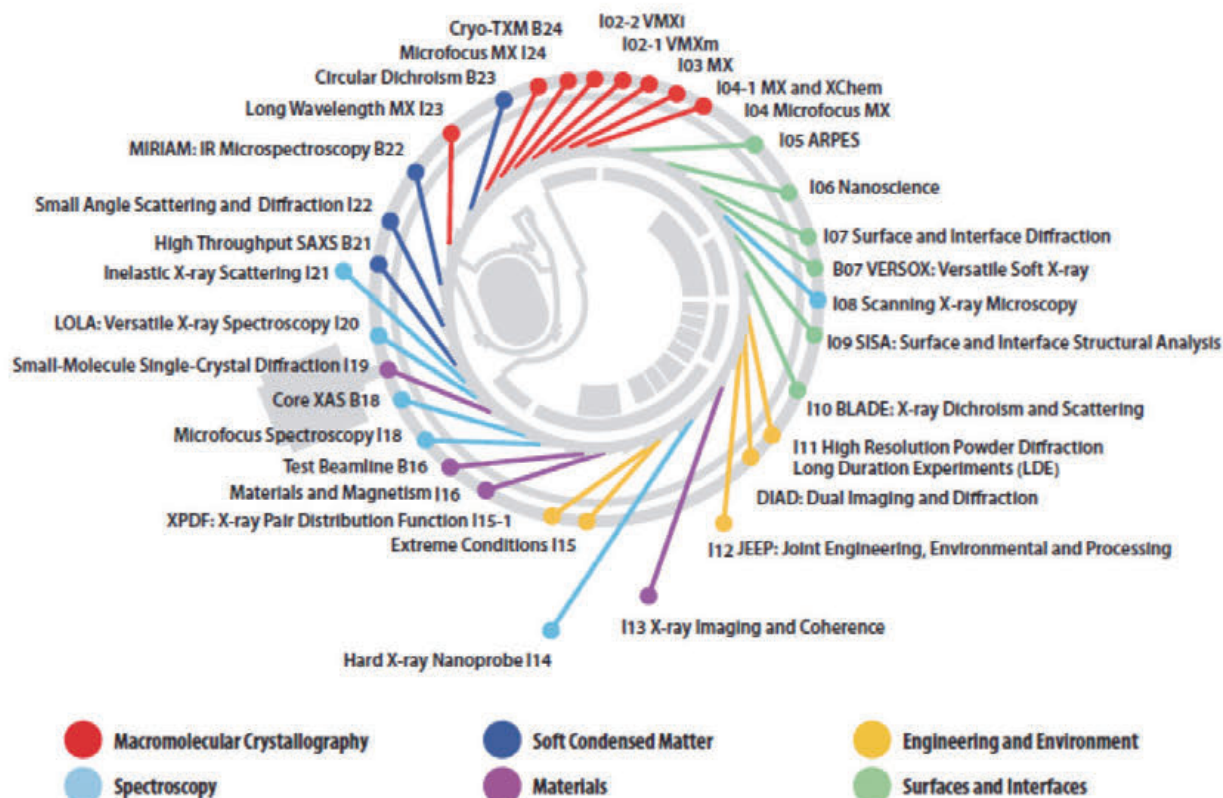 Cryo-TXM B24
Microfocus MX I24
Circular Dichroism B23
Long Wavelength MX I23
MIRIAM: IR Microspectroscopy B22
Small Angle Scattering and Diffraction I22
High Throughput SAXS B21
Inelastic X-ray Scattering I21
LOLA: Versatile X-ray Spectroscopy I20
Small-Molecule Single-Crystal Diffraction I19
Core XAS B18
Microfocus Spectroscopy I18
Test Beamline B16
Materials and Magnetism I16
XPDF: X-ray Pair Distribution Function I15-1
Extreme Conditions I15
Hard X-ray Nanoprobe I14
I02-2 VMXi
I02-1 VMXm
I03 MX
I04-1 MX and XChem
I04 Microfocus MX
I05 ARPES
I06 Nanoscience
I07 Surface and Interface Diffraction
B07 VERSOX: Versatile Soft X-ray
I08 Scanning X-ray Microscopy
I09 SISA: Surface and Interface Structural Analysis
I10 BLADE: X-ray Dichroism and Scattering
I11 High Resolution Powder Diffraction
Long Duration Experiments (LDE)
DIAD: Dual Imaging and Diffraction
I12 JEEP: Joint Engineering, Environmental and Processing
I13 X-ray Imaging and Coherence
Macromolecular Crystallography
Soft Condensed Matter
Engineering and Environment
Spectroscopy
Materials
Surfaces and Interfaces